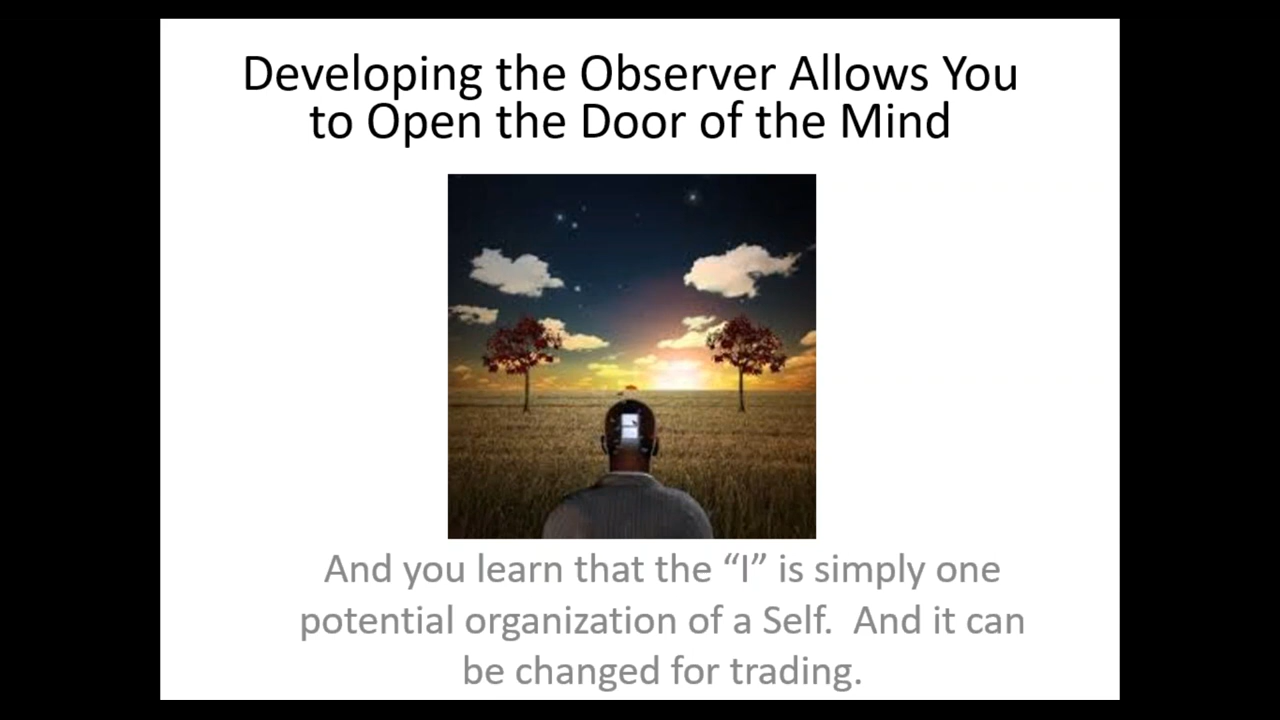 Developing the Observer Allows You
to Open the Door of the Mind
And you learn that the “I” is simply one
potential organization of a Self.  And it can
be changed for trading.